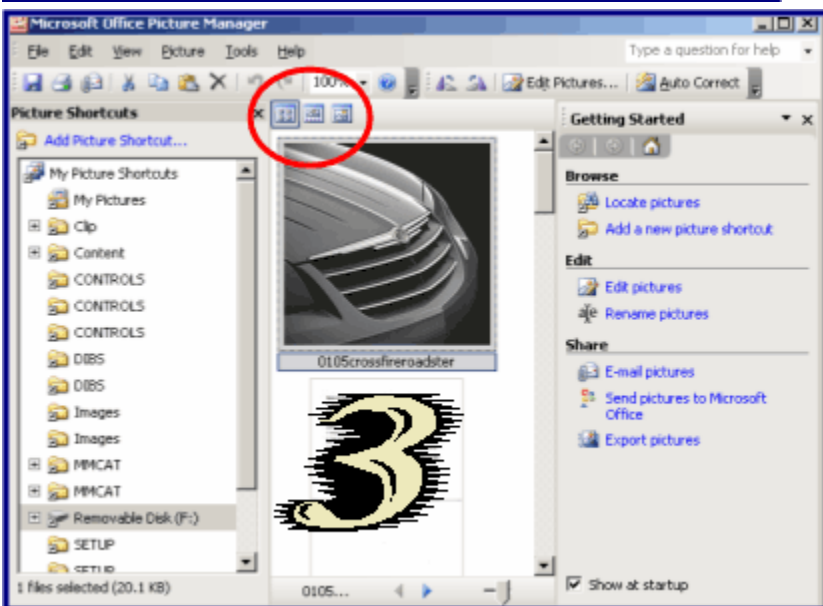 Microsoft Office Picture Manager
File Edit View Picture Tools Help Type a question for help
100% Edit Pictures... Auto Correct
Picture Shortcuts
Add Picture Shortcut...
My Picture Shortcuts
My Pictures
Clip
Content
CONTROLS
CONTROLS
CONTROLS
DIBS
DIBS
Images
Images
MMCAT
MMCAT
Removable Disk (F:)
SETUP
SETUP
1 files selected (20.1 KB)
0105crossfireroadster
3
0105...
Getting Started
Browse
Locate pictures
Add a new picture shortcut
Edit
Edit pictures
Rename pictures
Share
E-mail pictures
Send pictures to Microsoft
Office
Export pictures
Show at startup